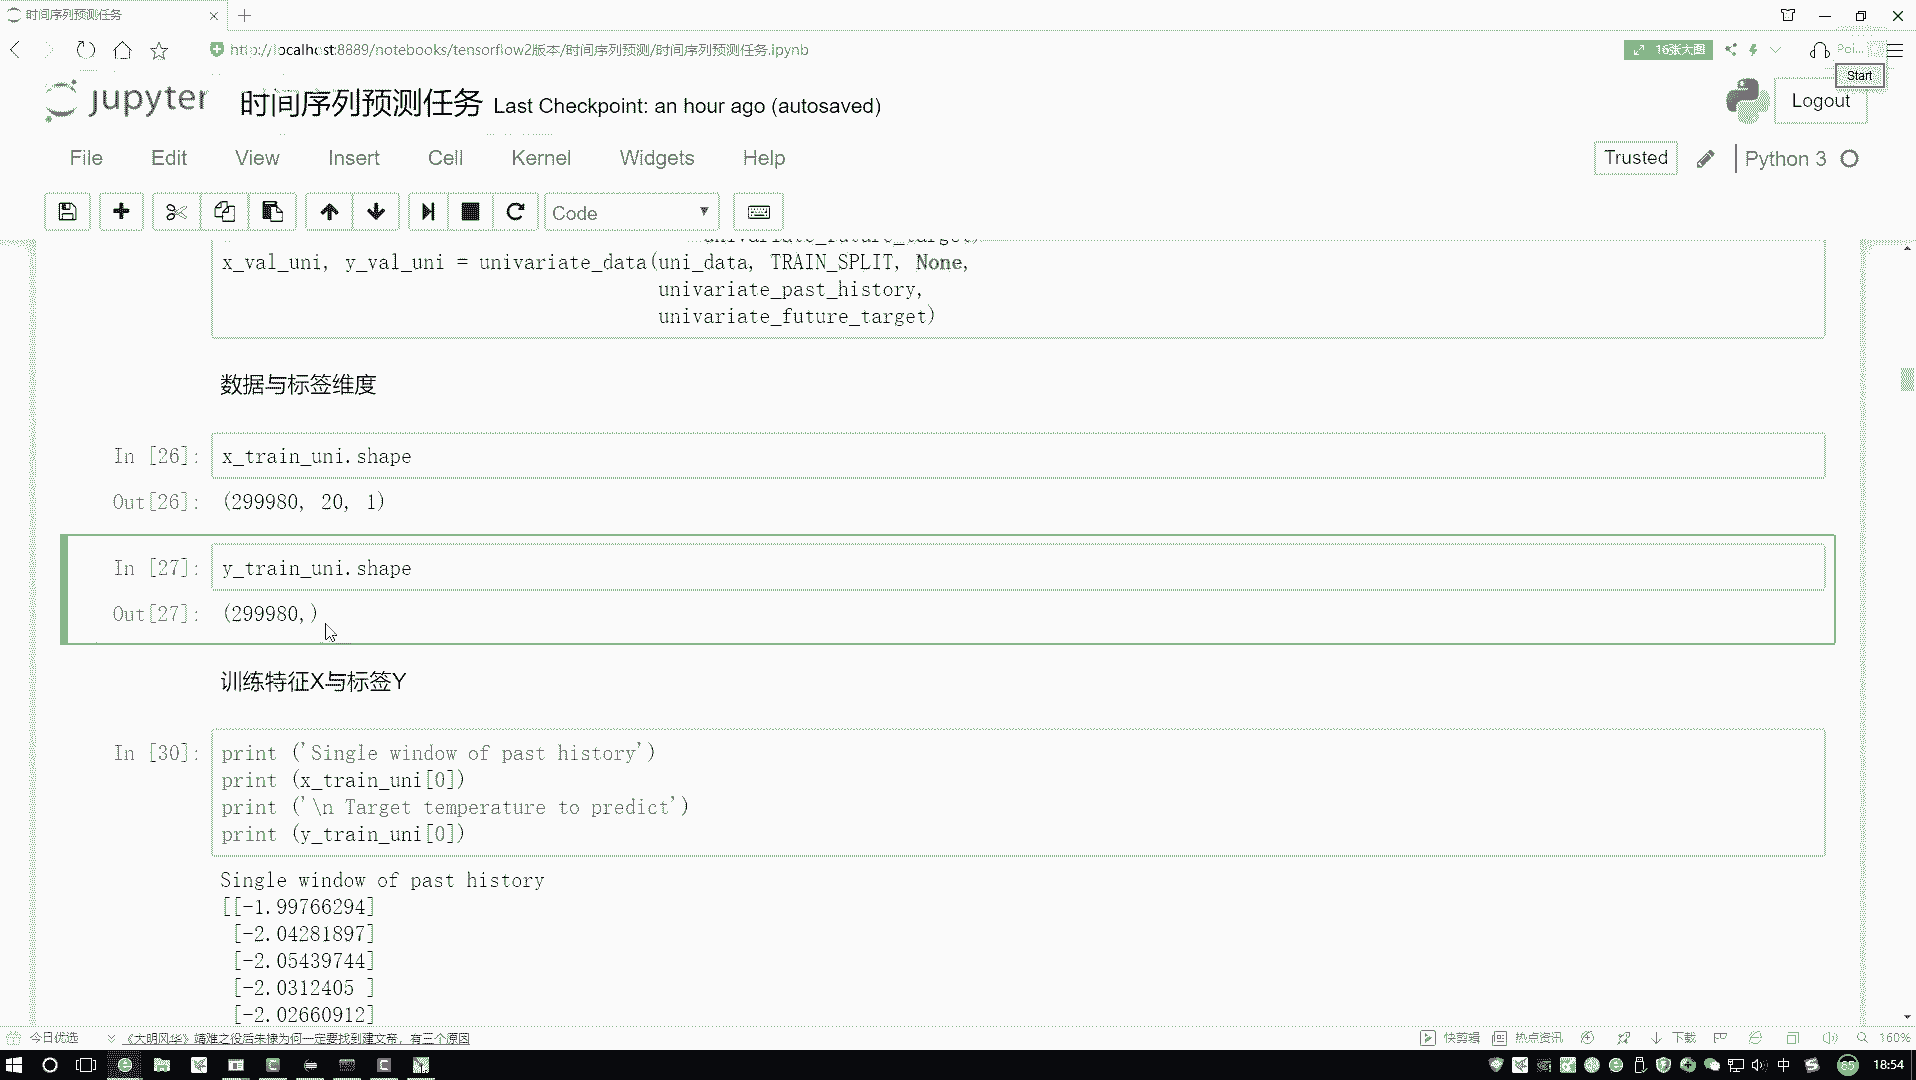 时间序列预测任务
http://localhost:8889/notebooks/tensorflow2版本/时间序列预测/时间序列预测任务.ipynb
16张大图
Poi...
Start
jupyter 时间序列预测任务 Last Checkpoint: an hour ago (autosaved)
Logout
File Edit View Insert Cell Kernel Widgets Help
Trusted
Python 3
Code
univariate_future_target)
x_val_uni, y_val_uni = univariate_data(uni_data, TRAIN_SPLIT, None,
univariate_past_history,
univariate_future_target)
数据与标签维度
In [26]: x_train_uni.shape
Out[26]: (299980, 20, 1)
In [27]: y_train_uni.shape
Out[27]: (299980,)
训练特征X与标签Y
In [30]: print ('Single window of past history')
print (x_train_uni[0])
print ('\n Target temperature to predict')
print (y_train_uni[0])
Single window of past history
[[-1.99766294]
[-2.04281897]
[-2.05439744]
[-2.0312405 ]
[-2.02660912]
今日优选
《大明风华》靖难之役后朱棣为何一定要找到建文帝，有三个原因
快剪辑
热点资讯
下载
160%
中
65
18:54